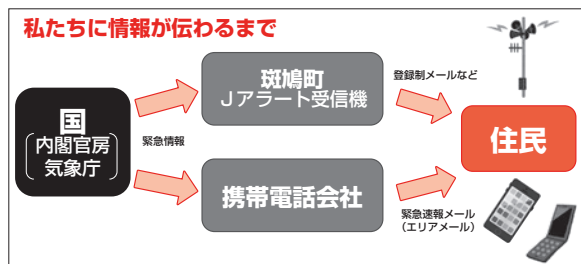 私たちに情報が伝わるまで
国
内閣官房
気象庁
緊急情報
斑鳩町
Jアラート受信機
携帯電話会社
登録制メールなど
緊急速報メール
(エリアメール)
住民